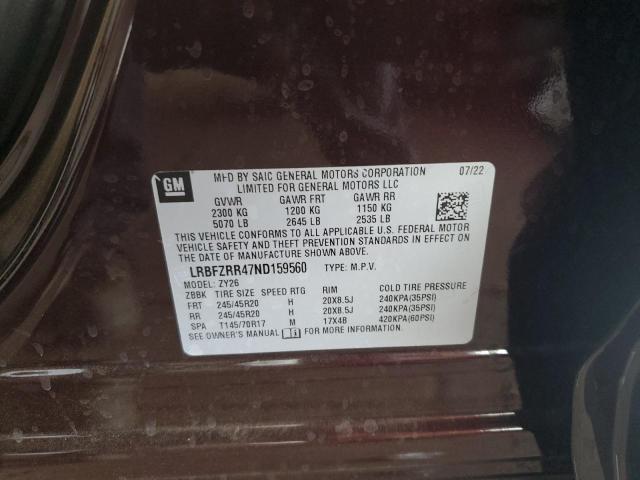 GM
MFD BY SAIC GENERAL MOTORS CORPORATION 07/22
LIMITED FOR GENERAL MOTORS LLC
GVWR GAWR FRT GAWR RR
2300 KG 1200 KG 1150 KG
5070 LB 2645 LB 2535 LB
THIS VEHICLE CONFORMS TO ALL APPLICABLE U.S. FEDERAL MOTOR
VEHICLE SAFETY AND THEFT PREVENTION STANDARDS IN EFFECT ON
THE DATE OF MANUFACTURE SHOWN ABOVE.
LRBFZRR47ND159560 TYPE: M.P.V.
MODEL: ZY26
ZBBK TIRE SIZE SPEED RTG RIM COLD TIRE PRESSURE
FRT 245/45R20 H 20X8.5J 240KPA(35PSI)
RR 245/45R20 H 20X8.5J 240KPA(35PSI)
SPA T145/70R17 M 17X4B 420KPA(60PSI)
SEE OWNER'S MANUAL FOR MORE INFORMATION.